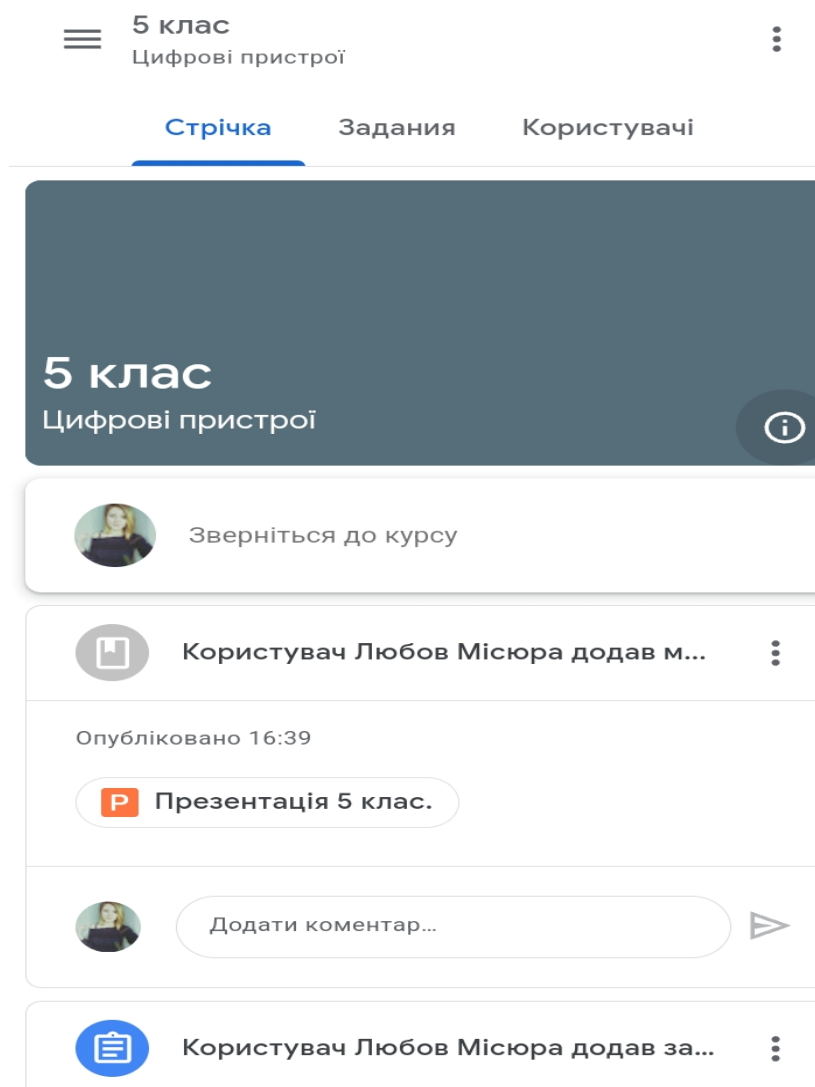 5 клас
Цифрові пристрої
Стрічка Задания Користувачі
5 клас
Цифрові пристрої
Зверніться до курсу
Користувач Любов Місюра додав м...
Опубліковано 16:39
P Презентація 5 клас.
Додати коментар...
Користувач Любов Місюра додав за...